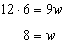 12 · 6 = 9w
8 = w